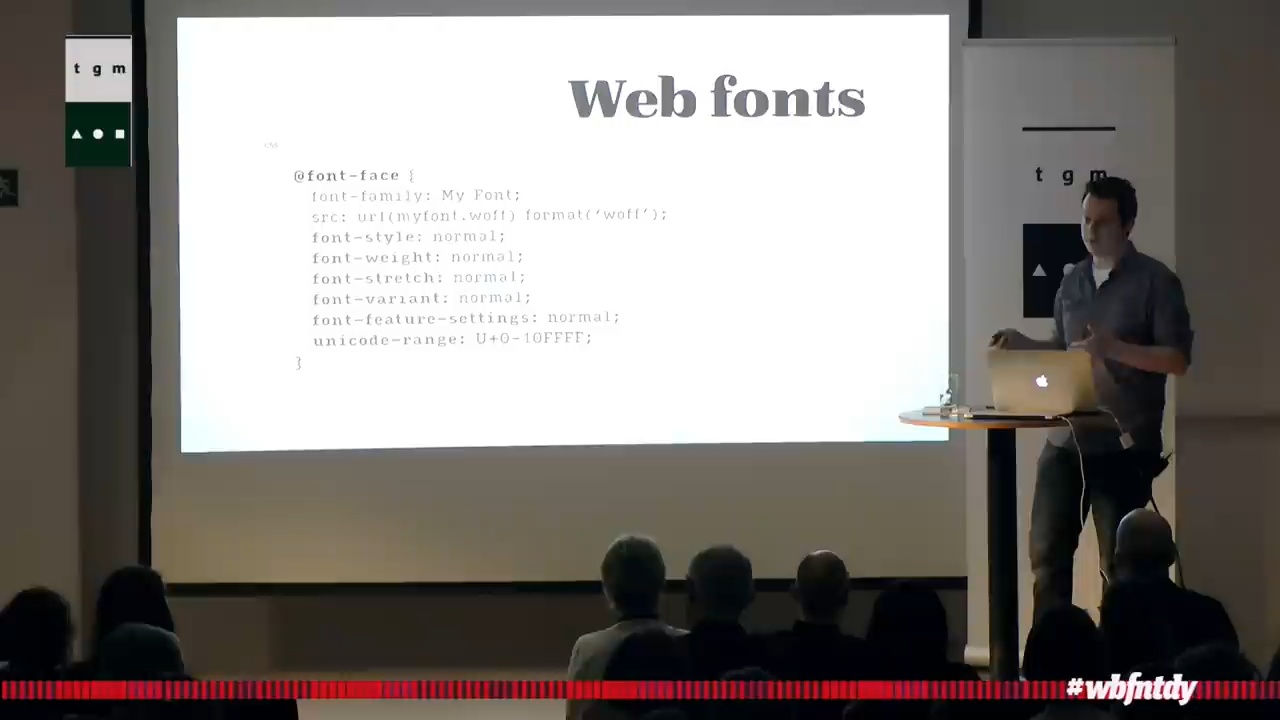 t g m
Web fonts
CSS
@font-face {
font-family: My Font;
src: url(myfont.woff) format(‘woff’);
font-style: normal;
font-weight: normal;
font-stretch: normal;
font-variant: normal;
font-feature-settings: normal;
unicode-range: U+0-10FFFF;
}
t g m
#wbfntdy